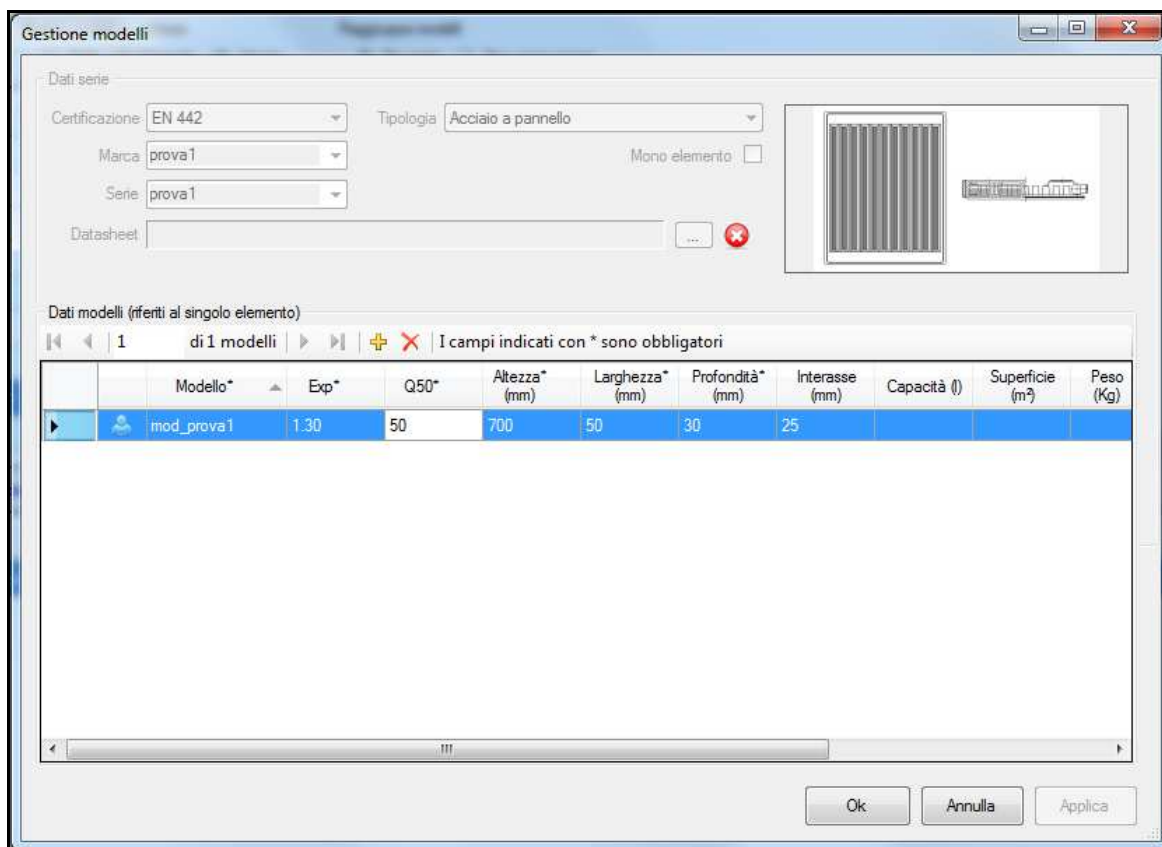 Gestione modelli
Dati serie
Certificazione EN 442 Tipologia Acciaio a pannello
Marca prova1 Mono elemento
Serie prova1
Datasheet ...
Dati modelli (riferiti al singolo elemento)
1 di 1 modelli I campi indicati con * sono obbligatori
Modello* Exp* Q50* Altezza* (mm) Larghezza* (mm) Profondità* (mm) Interasse (mm) Capacità (l) Superficie (m²) Peso (Kg)
mod_prova1 1.30 50 700 50 30 25
Ok Annulla Applica